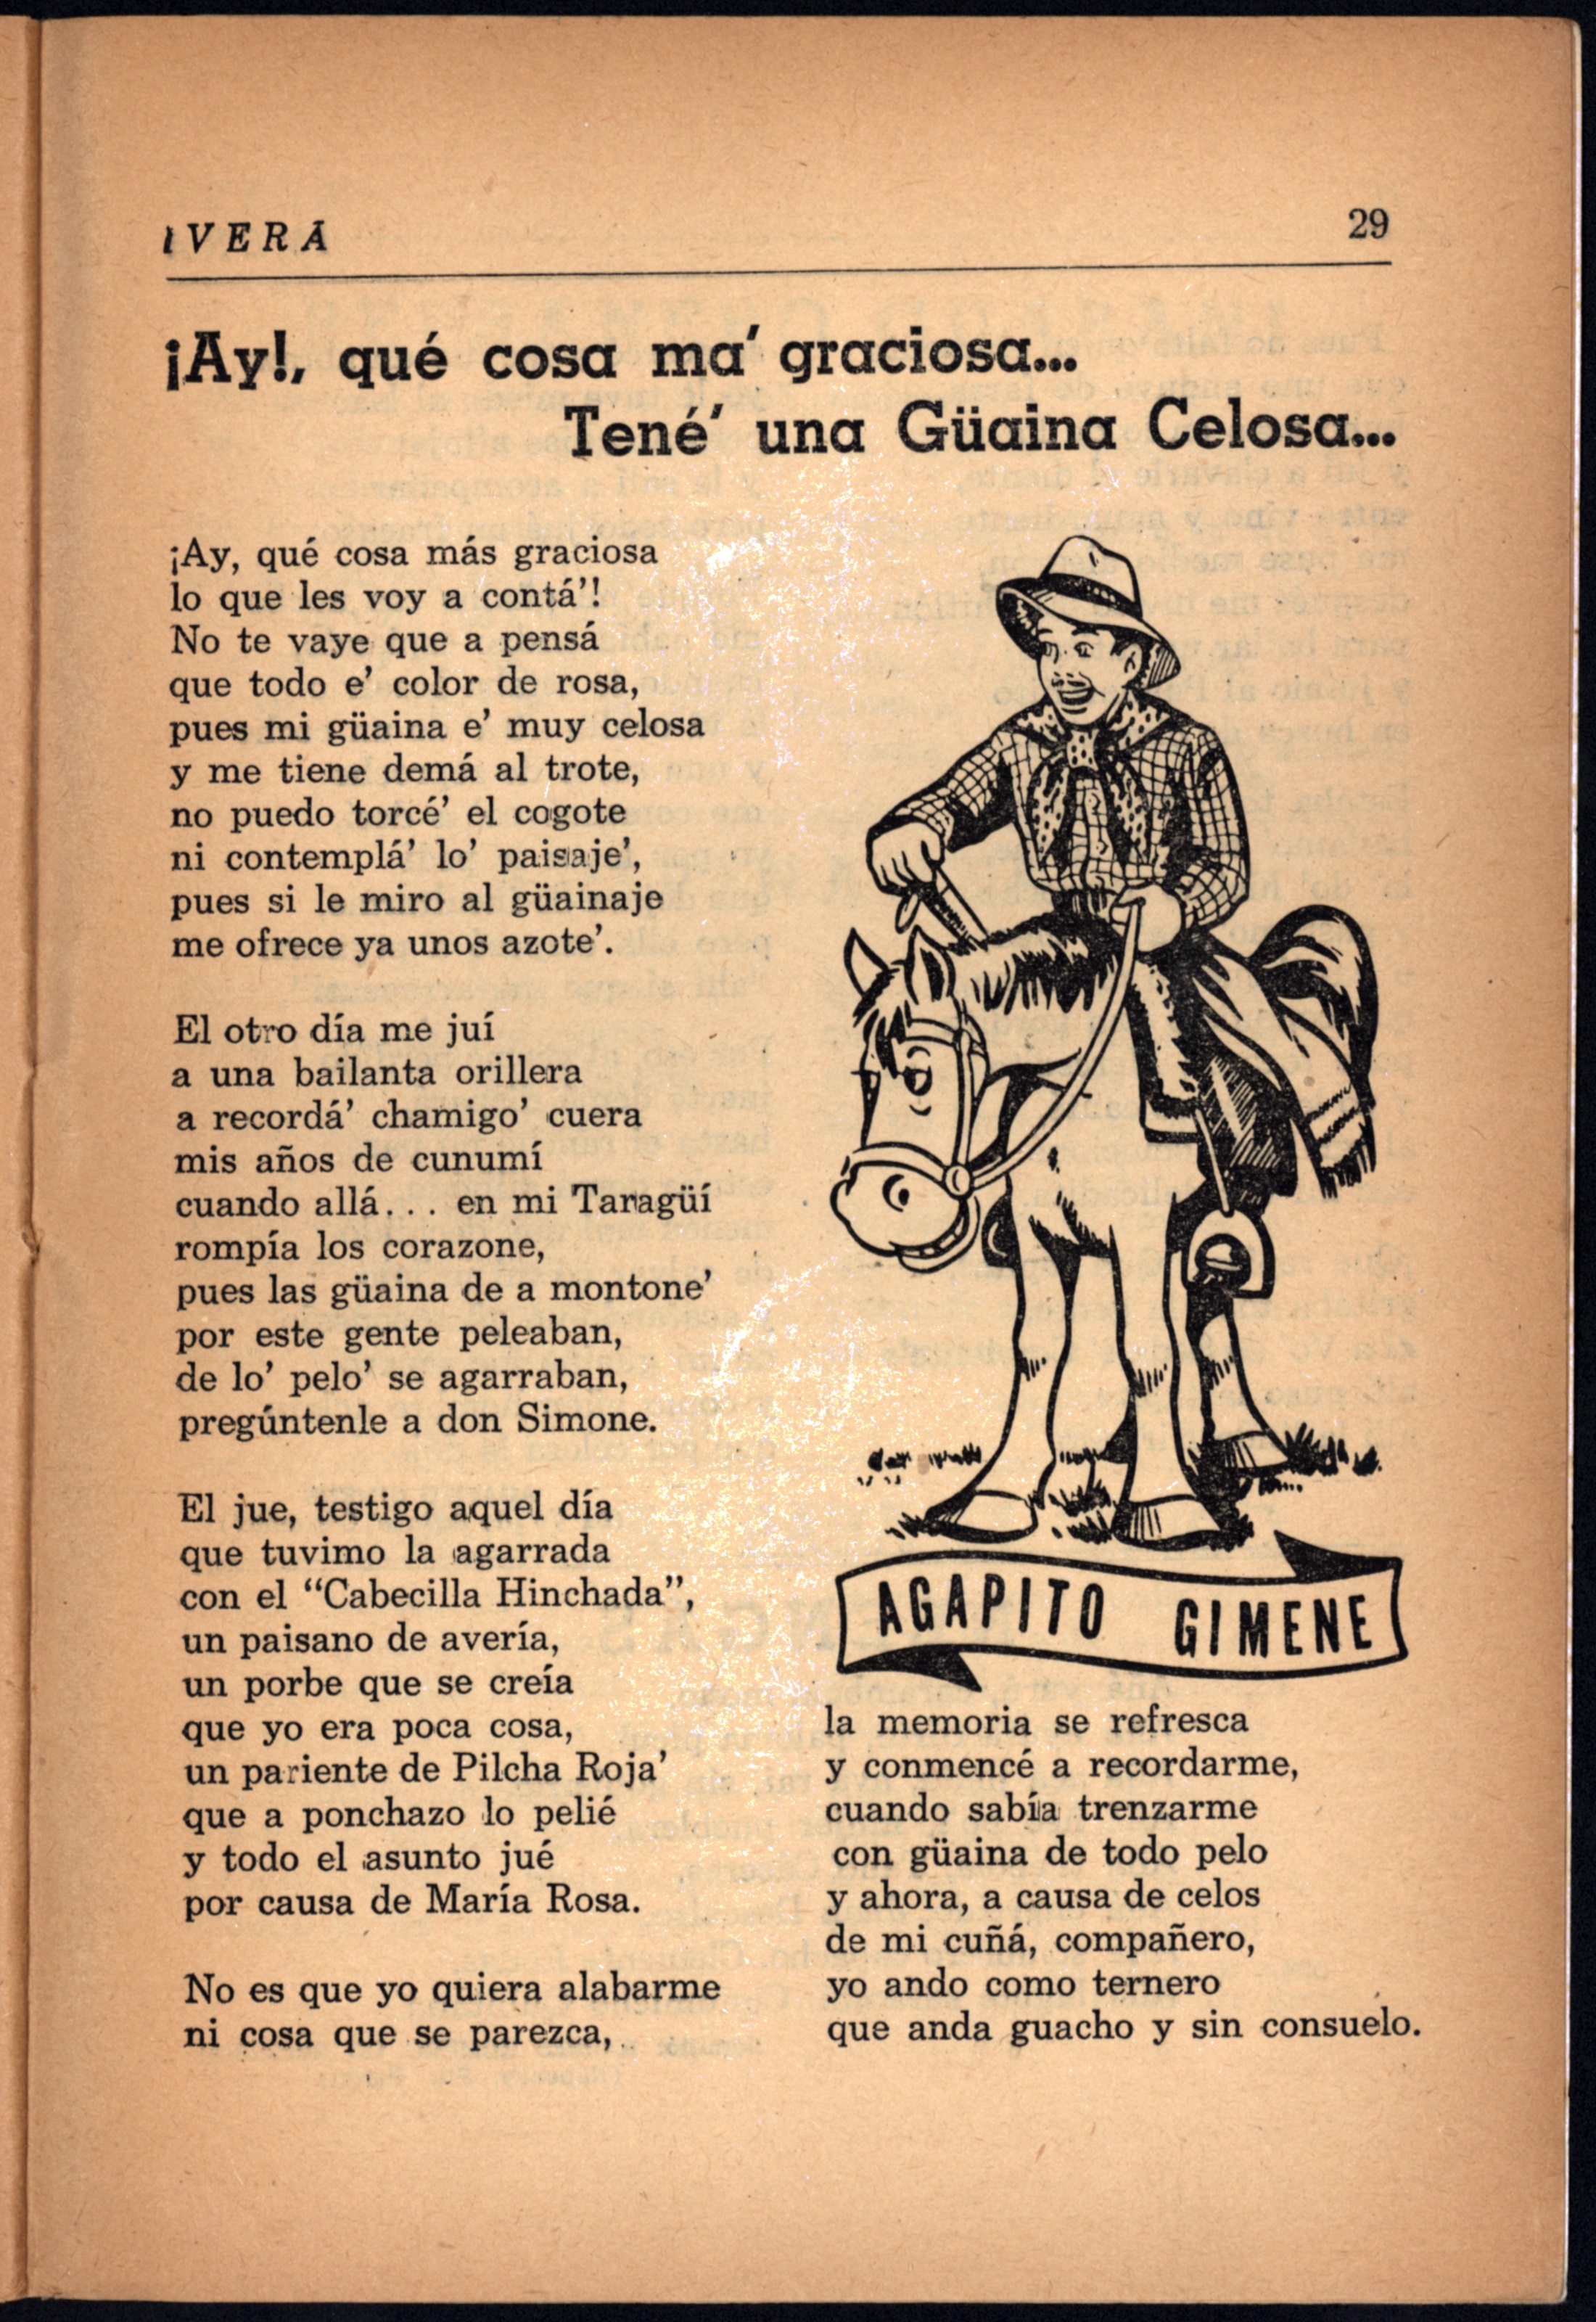 IVERÁ
29
¡Ay!, qué cosa ma' graciosa...
Tené' una Güaina Celosa...
¡Ay, qué cosa más graciosa
lo que les voy a contá'!
No te vaye que a pensá
que todo e' color de rosa,
pues mi güaina e' muy celosa
y me tiene demá al trote,
no puedo torcé' el cogote
ni contemplá' lo' paisaje',
pues si le miro al güainaje
me ofrece ya unos azote'.
El otro día me juí
a una bailanta orillera
a recordá' chamigo' cuera
mis años de cunumí
cuando allá... en mi Taragüí
rompía los corazone,
pues las güaina de a montone'
por este gente peleaban,
de lo' pelo' se agarraban,
pregúntenle a don Simone.
El jue, testigo aquel día
que tuvimo la agarrada
con el "Cabecilla Hinchada",
un paisano de avería,
un porbe que se creía
que yo era poca cosa,
un pariente de Pilcha Roja'
que a ponchazo lo pelié
y todo el asunto jué
por causa de María Rosa.
No es que yo quiera alabarme
ni cosa que se parezca,
AGAPITO GIMENE
la memoria se refresca
y conmencé a recordarme,
cuando sabía trenzarme
con güaina de todo pelo
y ahora, a causa de celos
de mi cuñá, compañero,
yo ando como ternero
que anda guacho y sin consuelo.